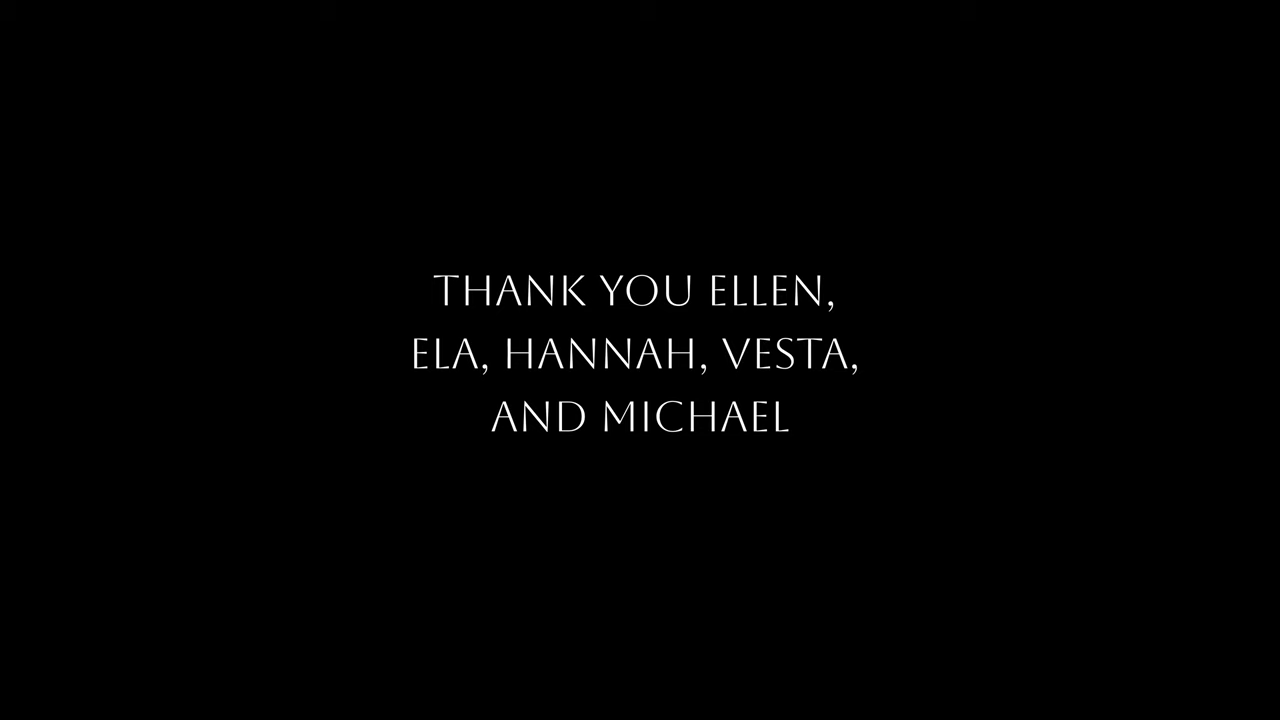 THANK YOU ELLEN,
ELA, HANNAH, VESTA,
AND MICHAEL